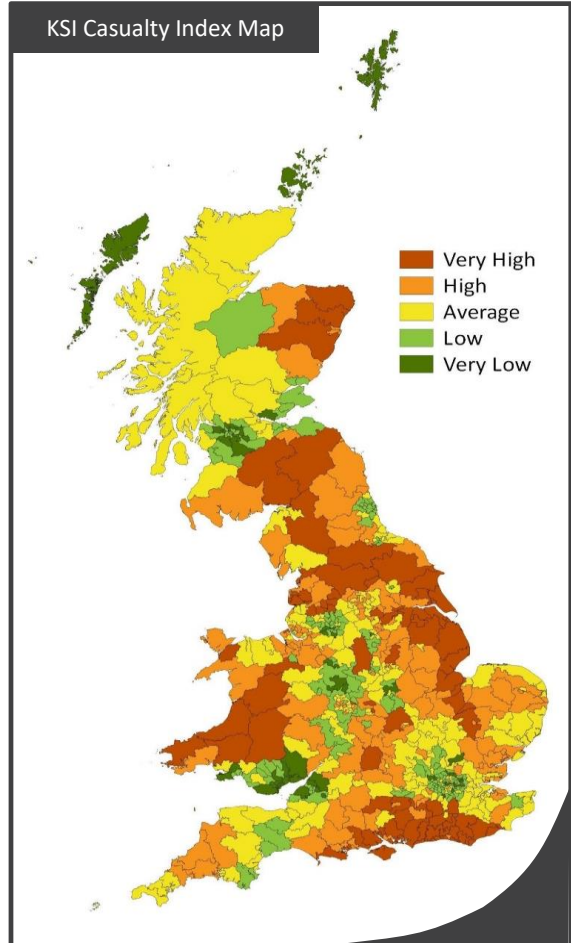 KSI Casualty Index Map
Very High
High
Average
Low
Very Low